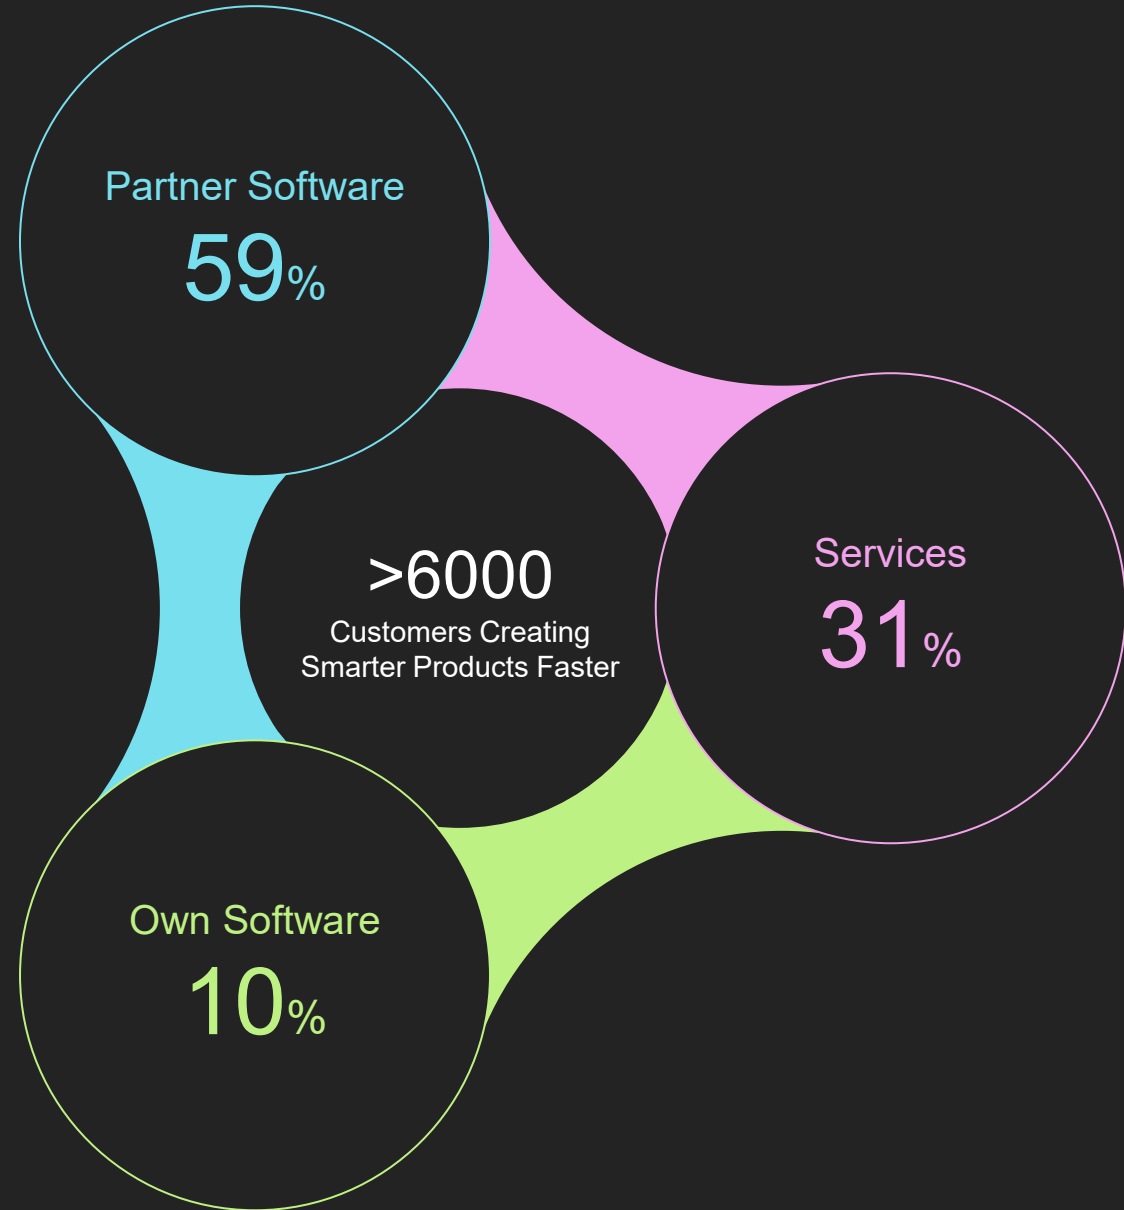 Partner Software
59%
>6000
Customers Creating
Smarter Products Faster
Services
31%
Own Software
10%